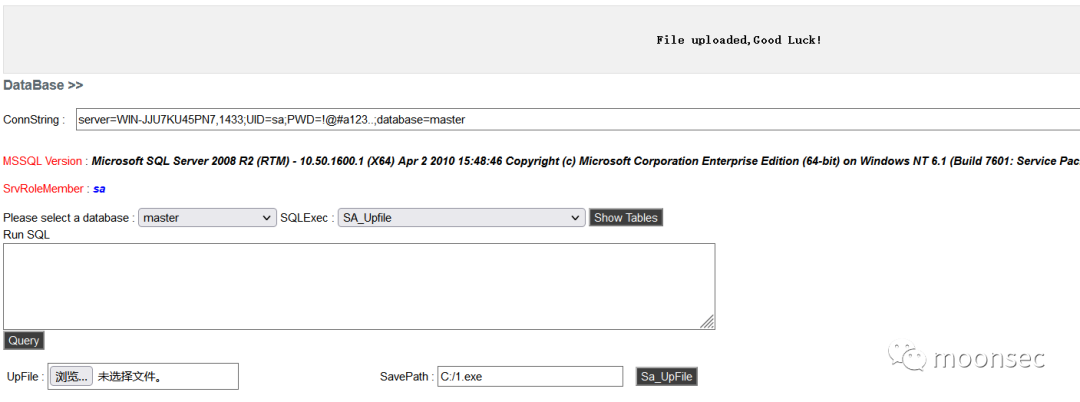 File uploaded,Good Luck!
DataBase >>
ConnString : server=WIN-JJU7KU45PN7,1433;UID=sa;PWD=!@#a123..;database=master
MSSQL Version : Microsoft SQL Server 2008 R2 (RTM) - 10.50.1600.1 (X64) Apr 2 2010 15:48:46 Copyright (c) Microsoft Corporation Enterprise Edition (64-bit) on Windows NT 6.1 (Build 7601: Service Pac
SrvRoleMember : sa
Please select a database : master SQLExec : SA_Upfile Show Tables
Run SQL
Query
UpFile : 浏览... 未选择文件。 SavePath : C:/1.exe Sa_UpFile
moonsec